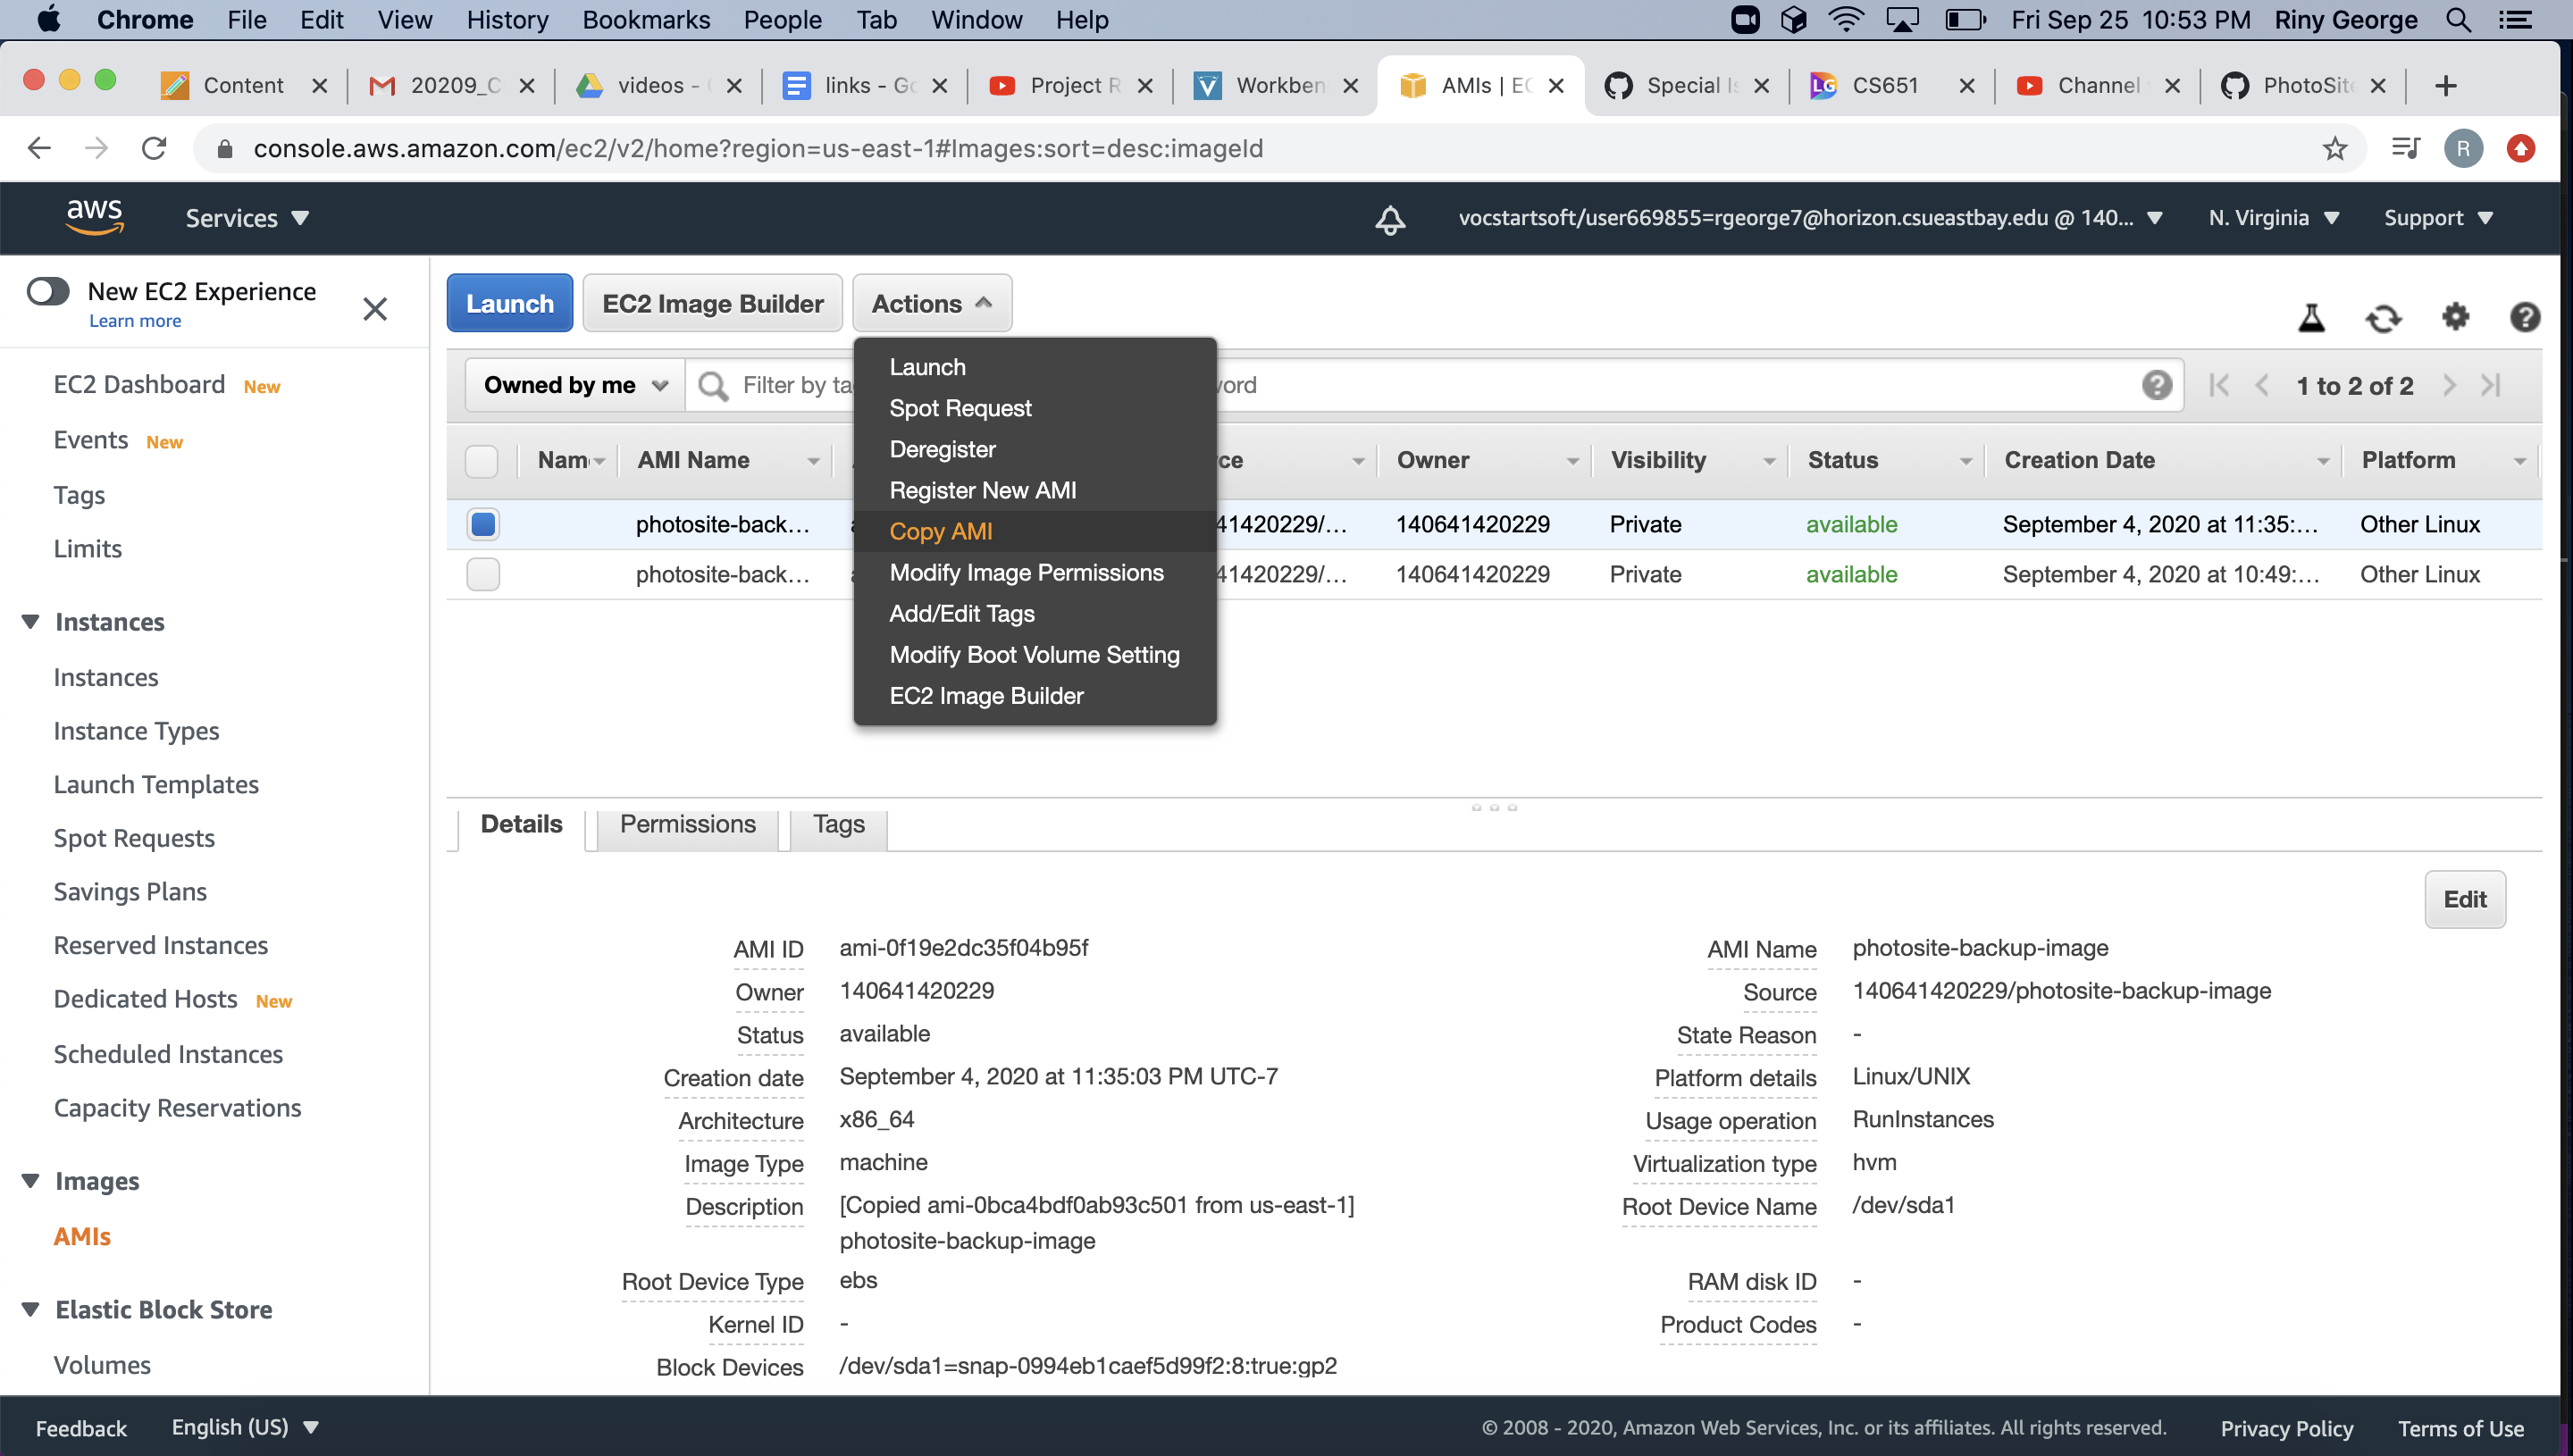 Chrome File Edit View History Bookmarks People Tab Window Help Fri Sep 25 10:53 PM Riny George
Content 20209_C videos - links - Go Project R Workben AMIs | EC Special Is CS651 Channel PhotoSite
console.aws.amazon.com/ec2/v2/home?region=us-east-1#Images:sort=desc:imageId R
aws Services vocstartsoft/user669855=rgeorge7@horizon.csueastbay.edu @ 140... N. Virginia Support
New EC2 Experience
Learn more
EC2 Dashboard New
Events New
Tags
Limits
Instances
Instances
Instance Types
Launch Templates
Spot Requests
Savings Plans
Reserved Instances
Dedicated Hosts New
Scheduled Instances
Capacity Reservations
Images
AMIs
Elastic Block Store
Volumes
Launch EC2 Image Builder Actions
Launch
Spot Request
Deregister
Register New AMI
Copy AMI
Modify Image Permissions
Add/Edit Tags
Modify Boot Volume Setting
EC2 Image Builder
Owned by me Filter by ta ord 1 to 2 of 2
Name AMI Name ce Owner Visibility Status Creation Date Platform
photosite-back... 41420229/... 140641420229 Private available September 4, 2020 at 11:35:... Other Linux
photosite-back... 41420229/... 140641420229 Private available September 4, 2020 at 10:49:... Other Linux
Details Permissions Tags
Edit
AMI ID ami-0f19e2dc35f04b95f AMI Name photosite-backup-image
Owner 140641420229 Source 140641420229/photosite-backup-image
Status available State Reason -
Creation date September 4, 2020 at 11:35:03 PM UTC-7 Platform details Linux/UNIX
Architecture x86_64 Usage operation RunInstances
Image Type machine Virtualization type hvm
Description [Copied ami-0bca4bdf0ab93c501 from us-east-1] Root Device Name /dev/sda1
photosite-backup-image
Root Device Type ebs RAM disk ID -
Kernel ID - Product Codes -
Block Devices /dev/sda1=snap-0994eb1caef5d99f2:8:true:gp2
Feedback English (US) © 2008 - 2020, Amazon Web Services, Inc. or its affiliates. All rights reserved. Privacy Policy Terms of Use